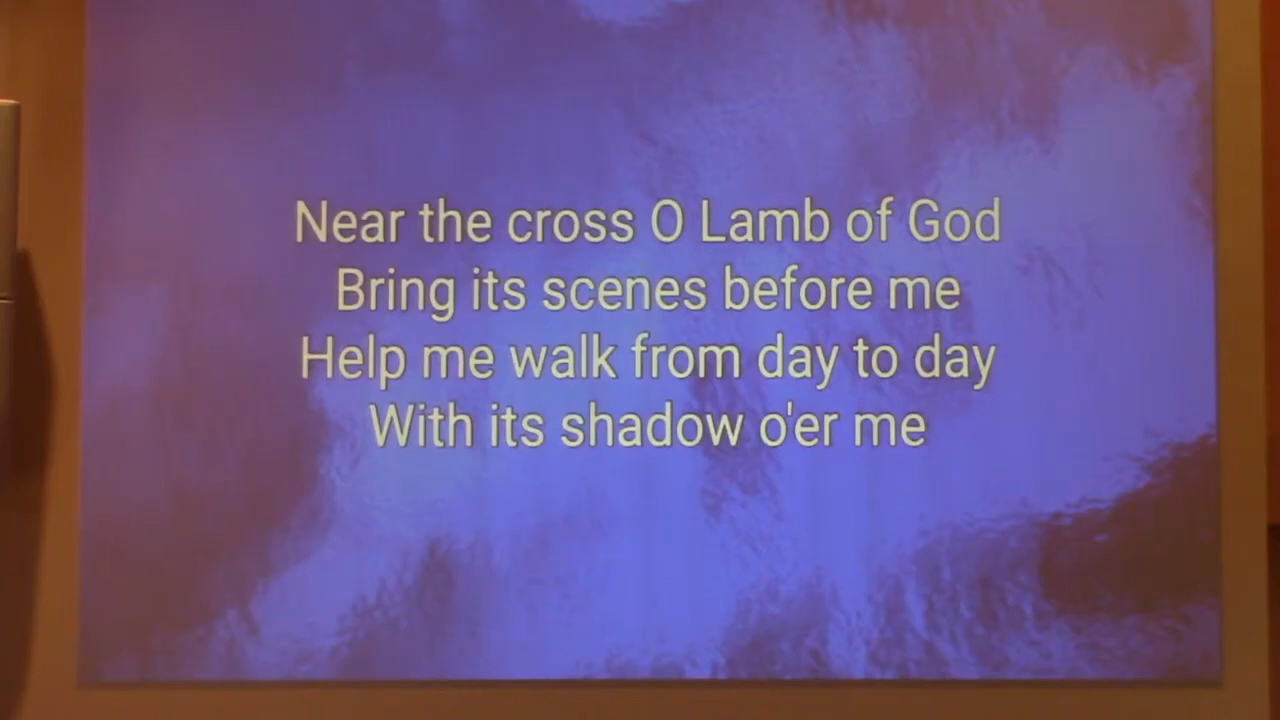 Near the cross O Lamb of God
Bring its scenes before me
Help me walk from day to day
With its shadow o'er me